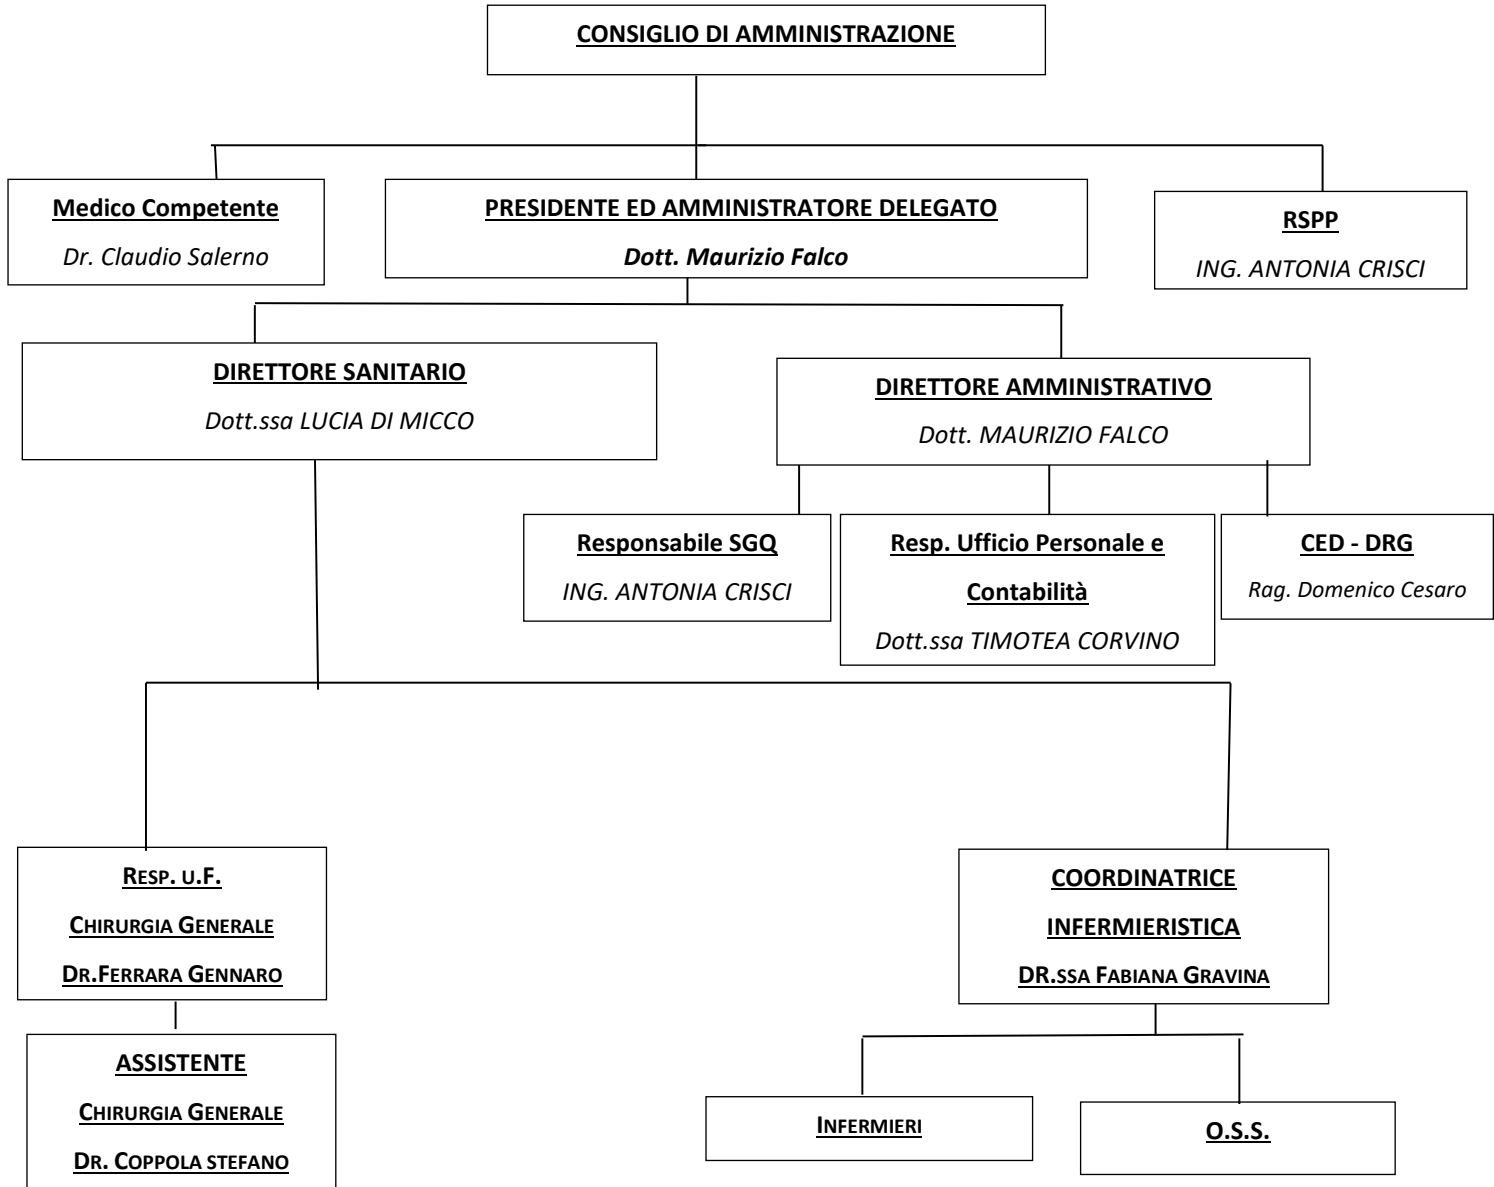 CONSIGLIO DI AMMINISTRAZIONE
Medico Competente
Dr. Claudio Salerno
PRESIDENTE ED AMMINISTRATORE DELEGATO
Dott. Maurizio Falco
RSPP
ING. ANTONIA CRISCI
DIRETTORE SANITARIO
Dott.ssa LUCIA DI MICCO
DIRETTORE AMMINISTRATIVO
Dott. MAURIZIO FALCO
Responsabile SGQ
ING. ANTONIA CRISCI
Resp. Ufficio Personale e
Contabilità
Dott.ssa TIMOTEA CORVINO
CED - DRG
Rag. Domenico Cesaro
RESP. U.F.
CHIRURGIA GENERALE
DR.FERRARA GENNARO
COORDINATRICE
INFERMIERISTICA
DR.SSA FABIANA GRAVINA
ASSISTENTE
CHIRURGIA GENERALE
DR. COPPOLA STEFANO
INFERMIERI
O.S.S.